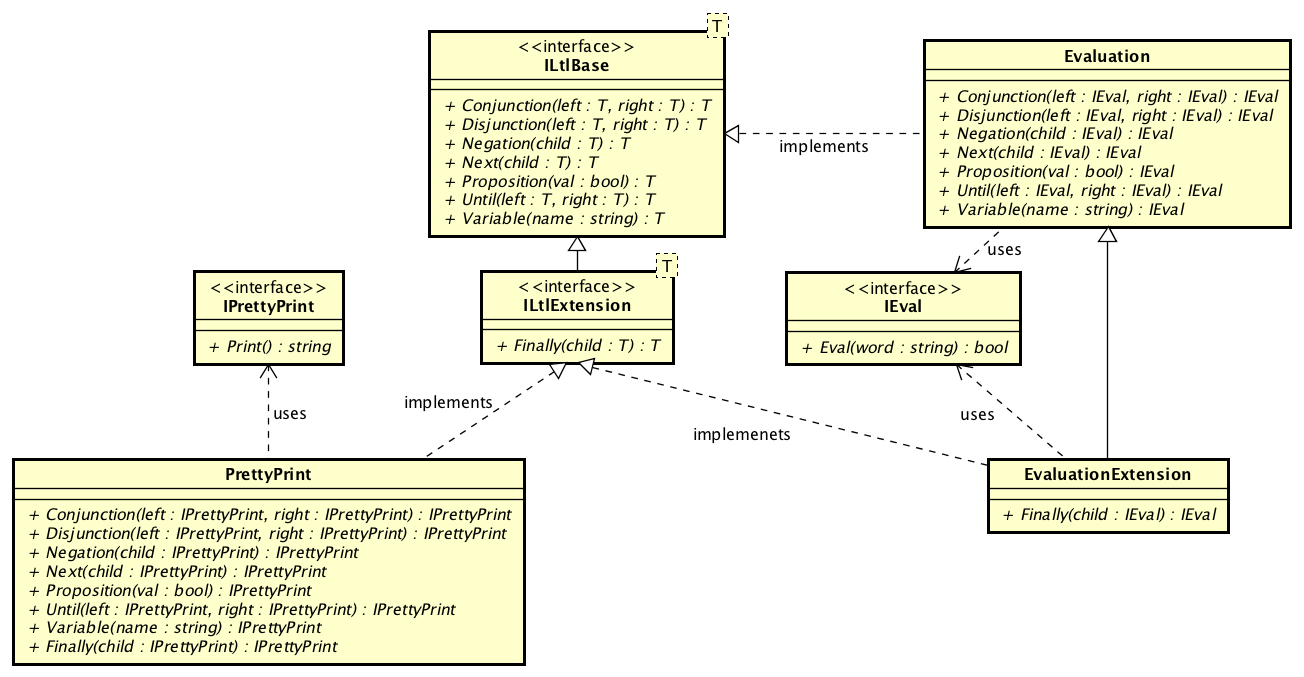 T
<<interface>>
ILtlBase
+ Conjunction(left : T, right : T) : T
+ Disjunction(left : T, right : T) : T
+ Negation(child : T) : T
+ Next(child : T) : T
+ Proposition(val : bool) : T
+ Until(left : T, right : T) : T
+ Variable(name : string) : T
implements
Evaluation
+ Conjunction(left : IEval, right : IEval) : IEval
+ Disjunction(left : IEval, right : IEval) : IEval
+ Negation(child : IEval) : IEval
+ Next(child : IEval) : IEval
+ Proposition(val : bool) : IEval
+ Until(left : IEval, right : IEval) : IEval
+ Variable(name : string) : IEval
uses
<<interface>>
IPrettyPrint
+ Print() : string
T
<<interface>>
ILtlExtension
+ Finally(child : T) : T
<<interface>>
IEval
+ Eval(word : string) : bool
uses
implements
implemenets
uses
PrettyPrint
+ Conjunction(left : IPrettyPrint, right : IPrettyPrint) : IPrettyPrint
+ Disjunction(left : IPrettyPrint, right : IPrettyPrint) : IPrettyPrint
+ Negation(child : IPrettyPrint) : IPrettyPrint
+ Next(child : IPrettyPrint) : IPrettyPrint
+ Proposition(val : bool) : IPrettyPrint
+ Until(left : IPrettyPrint, right : IPrettyPrint) : IPrettyPrint
+ Variable(name : string) : IPrettyPrint
+ Finally(child : IPrettyPrint) : IPrettyPrint
EvaluationExtension
+ Finally(child : IEval) : IEval